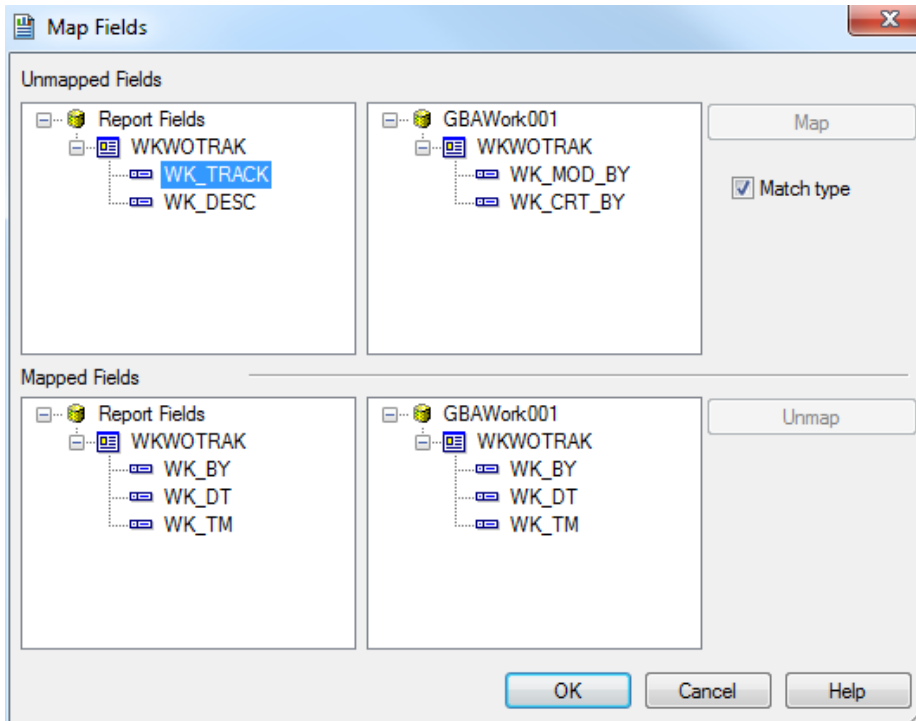 Map Fields
Unmapped Fields
Report Fields
WKWOTRAK
WK_TRACK
WK_DESC
GBAWork001
WKWOTRAK
WK_MOD_BY
WK_CRT_BY
Map
Match type
Mapped Fields
Report Fields
WKWOTRAK
WK_BY
WK_DT
WK_TM
GBAWork001
WKWOTRAK
WK_BY
WK_DT
WK_TM
Unmap
OK
Cancel
Help